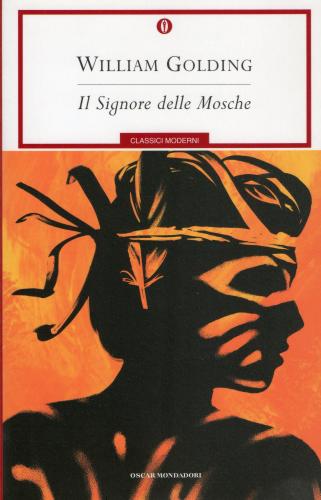 WILLIAM GOLDING
Il Signore delle Mosche
CLASSICI MODERNI
OSCAR MONDADORI